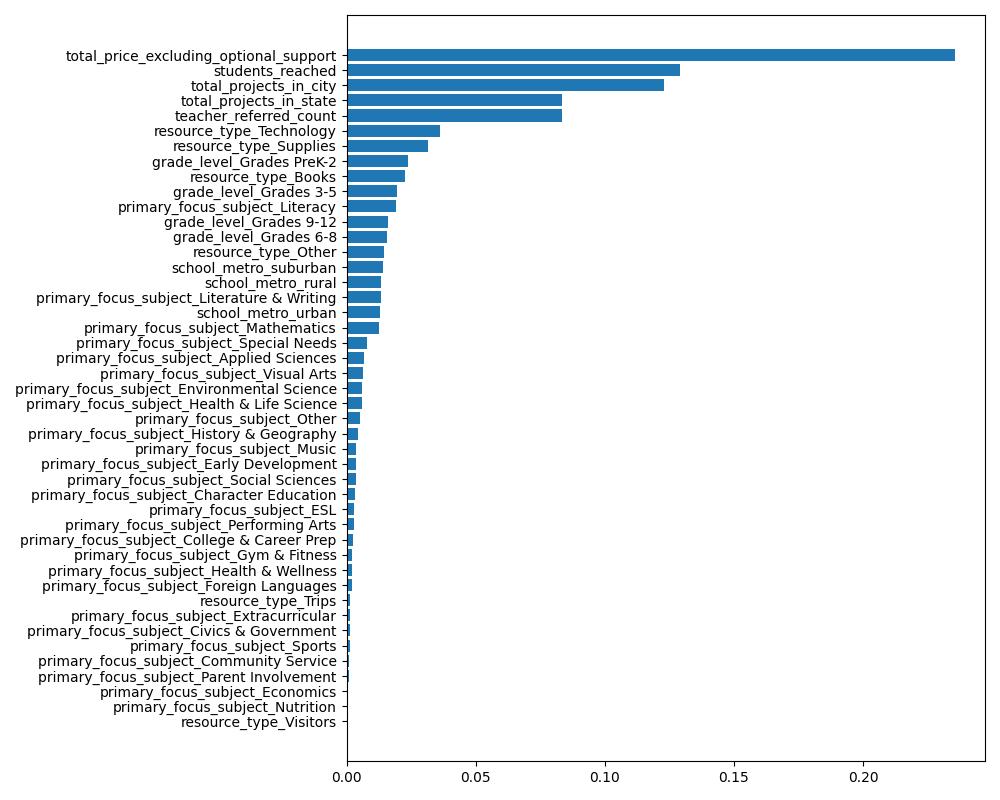 total_price_excluding_optional_support
students_reached
total_projects_in_city
total_projects_in_state
teacher_referred_count
resource_type_Technology
resource_type_Supplies
grade_level_Grades PreK-2
resource_type_Books
grade_level_Grades 3-5
primary_focus_subject_Literacy
grade_level_Grades 9-12
grade_level_Grades 6-8
resource_type_Other
school_metro_suburban
school_metro_rural
primary_focus_subject_Literature & Writing
school_metro_urban
primary_focus_subject_Mathematics
primary_focus_subject_Special Needs
primary_focus_subject_Applied Sciences
primary_focus_subject_Visual Arts
primary_focus_subject_Environmental Science
primary_focus_subject_Health & Life Science
primary_focus_subject_Other
primary_focus_subject_History & Geography
primary_focus_subject_Music
primary_focus_subject_Early Development
primary_focus_subject_Social Sciences
primary_focus_subject_Character Education
primary_focus_subject_ESL
primary_focus_subject_Performing Arts
primary_focus_subject_College & Career Prep
primary_focus_subject_Gym & Fitness
primary_focus_subject_Health & Wellness
primary_focus_subject_Foreign Languages
resource_type_Trips
primary_focus_subject_Extracurricular
primary_focus_subject_Civics & Government
primary_focus_subject_Sports
primary_focus_subject_Community Service
primary_focus_subject_Parent Involvement
primary_focus_subject_Economics
primary_focus_subject_Nutrition
resource_type_Visitors
0.00 0.05 0.10 0.15 0.20